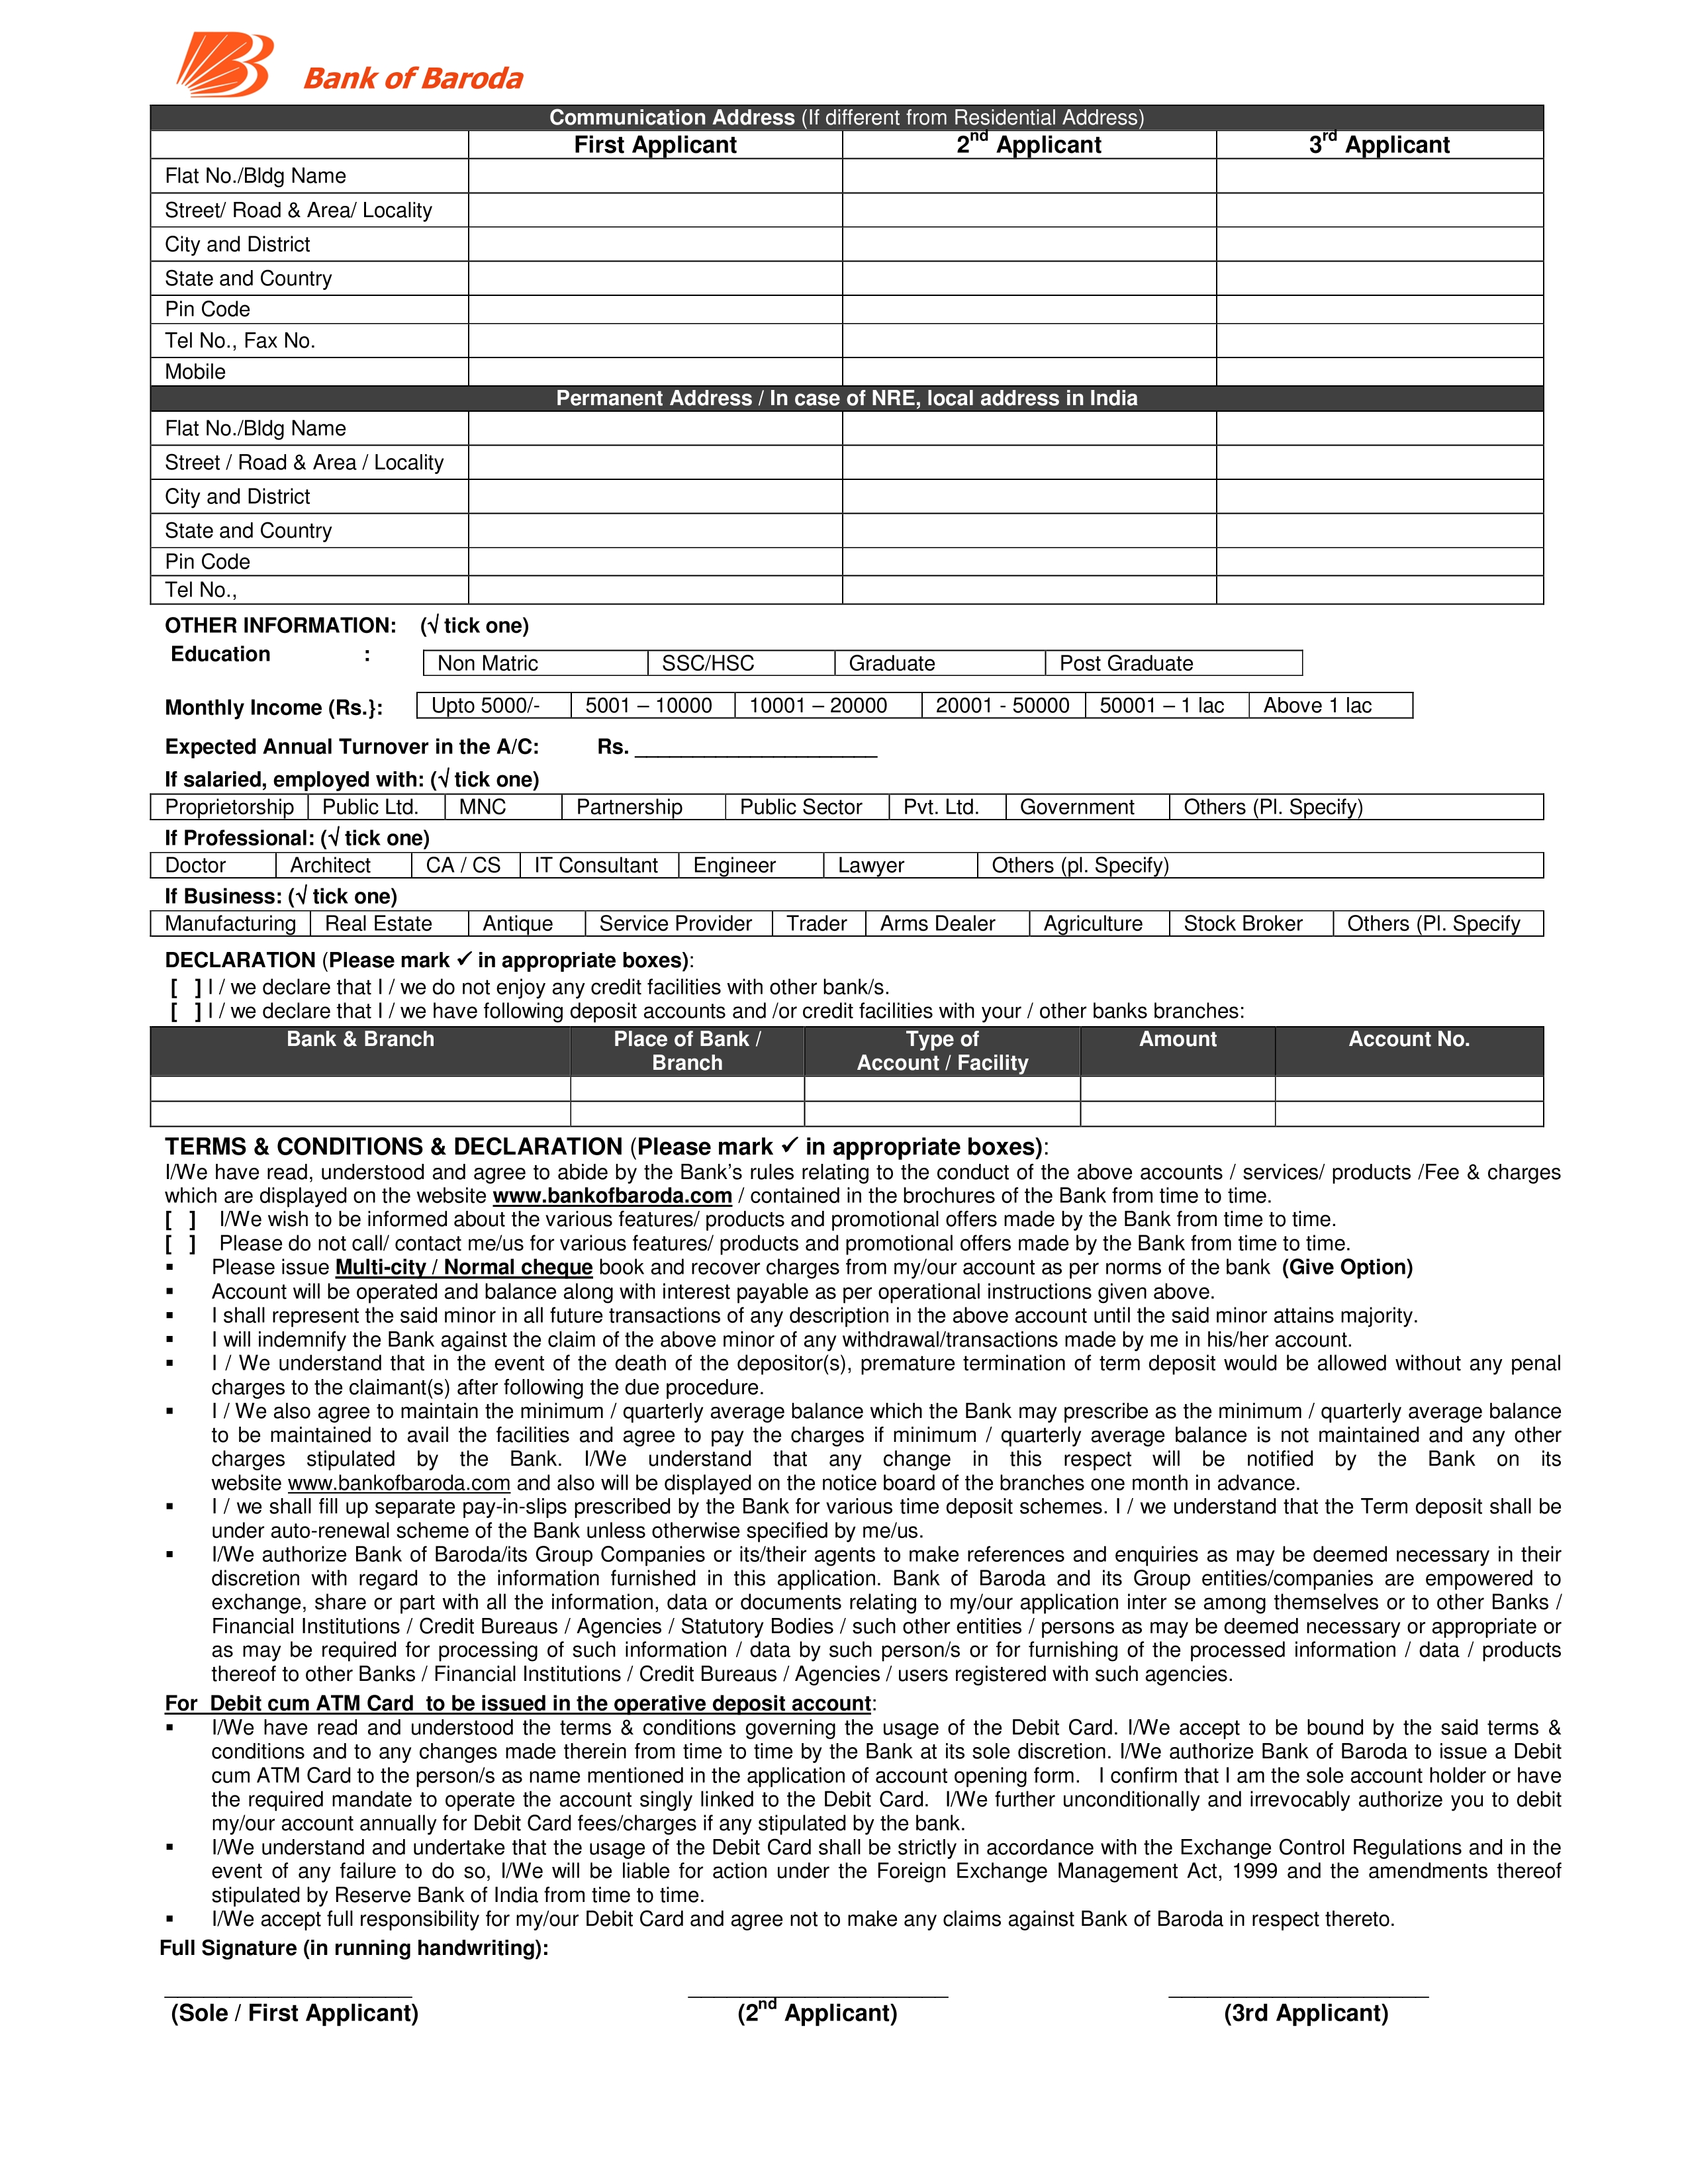 Bank of Baroda
Communication Address (If different from Residential Address)
First Applicant 2nd Applicant 3rd Applicant
Flat No./Bldg Name
Street/ Road & Area/ Locality
City and District
State and Country
Pin Code
Tel No., Fax No.
Mobile
Permanent Address / In case of NRE, local address in India
Flat No./Bldg Name
Street / Road & Area / Locality
City and District
State and Country
Pin Code
Tel No.,
OTHER INFORMATION: (√ tick one)
Education : Non Matric SSC/HSC Graduate Post Graduate
Monthly Income (Rs.}: Upto 5000/- 5001 – 10000 10001 – 20000 20001 - 50000 50001 – 1 lac Above 1 lac
Expected Annual Turnover in the A/C: Rs. ____________________
If salaried, employed with: (√ tick one)
Proprietorship Public Ltd. MNC Partnership Public Sector Pvt. Ltd. Government Others (Pl. Specify)
If Professional: (√ tick one)
Doctor Architect CA / CS IT Consultant Engineer Lawyer Others (pl. Specify)
If Business: (√ tick one)
Manufacturing Real Estate Antique Service Provider Trader Arms Dealer Agriculture Stock Broker Others (Pl. Specify
DECLARATION (Please mark ✓ in appropriate boxes):
[ ] I / we declare that I / we do not enjoy any credit facilities with other bank/s.
[ ] I / we declare that I / we have following deposit accounts and /or credit facilities with your / other banks branches:
Bank & Branch Place of Bank / Type of Amount Account No.
Branch Account / Facility
TERMS & CONDITIONS & DECLARATION (Please mark ✓ in appropriate boxes):
I/We have read, understood and agree to abide by the Bank’s rules relating to the conduct of the above accounts / services/ products /Fee & charges
which are displayed on the website www.bankofbaroda.com / contained in the brochures of the Bank from time to time.
[ ] I/We wish to be informed about the various features/ products and promotional offers made by the Bank from time to time.
[ ] Please do not call/ contact me/us for various features/ products and promotional offers made by the Bank from time to time.
▪ Please issue Multi-city / Normal cheque book and recover charges from my/our account as per norms of the bank (Give Option)
▪ Account will be operated and balance along with interest payable as per operational instructions given above.
▪ I shall represent the said minor in all future transactions of any description in the above account until the said minor attains majority.
▪ I will indemnify the Bank against the claim of the above minor of any withdrawal/transactions made by me in his/her account.
▪ I / We understand that in the event of the death of the depositor(s), premature termination of term deposit would be allowed without any penal
charges to the claimant(s) after following the due procedure.
▪ I / We also agree to maintain the minimum / quarterly average balance which the Bank may prescribe as the minimum / quarterly average balance
to be maintained to avail the facilities and agree to pay the charges if minimum / quarterly average balance is not maintained and any other
charges stipulated by the Bank. I/We understand that any change in this respect will be notified by the Bank on its
website www.bankofbaroda.com and also will be displayed on the notice board of the branches one month in advance.
▪ I / we shall fill up separate pay-in-slips prescribed by the Bank for various time deposit schemes. I / we understand that the Term deposit shall be
under auto-renewal scheme of the Bank unless otherwise specified by me/us.
▪ I/We authorize Bank of Baroda/its Group Companies or its/their agents to make references and enquiries as may be deemed necessary in their
discretion with regard to the information furnished in this application. Bank of Baroda and its Group entities/companies are empowered to
exchange, share or part with all the information, data or documents relating to my/our application inter se among themselves or to other Banks /
Financial Institutions / Credit Bureaus / Agencies / Statutory Bodies / such other entities / persons as may be deemed necessary or appropriate or
as may be required for processing of such information / data by such person/s or for furnishing of the processed information / data / products
thereof to other Banks / Financial Institutions / Credit Bureaus / Agencies / users registered with such agencies.
For Debit cum ATM Card to be issued in the operative deposit account:
▪ I/We have read and understood the terms & conditions governing the usage of the Debit Card. I/We accept to be bound by the said terms &
conditions and to any changes made therein from time to time by the Bank at its sole discretion. I/We authorize Bank of Baroda to issue a Debit
cum ATM Card to the person/s as name mentioned in the application of account opening form. I confirm that I am the sole account holder or have
the required mandate to operate the account singly linked to the Debit Card. I/We further unconditionally and irrevocably authorize you to debit
my/our account annually for Debit Card fees/charges if any stipulated by the bank.
▪ I/We understand and undertake that the usage of the Debit Card shall be strictly in accordance with the Exchange Control Regulations and in the
event of any failure to do so, I/We will be liable for action under the Foreign Exchange Management Act, 1999 and the amendments thereof
stipulated by Reserve Bank of India from time to time.
▪ I/We accept full responsibility for my/our Debit Card and agree not to make any claims against Bank of Baroda in respect thereto.
Full Signature (in running handwriting):
(Sole / First Applicant) (2nd Applicant) (3rd Applicant)